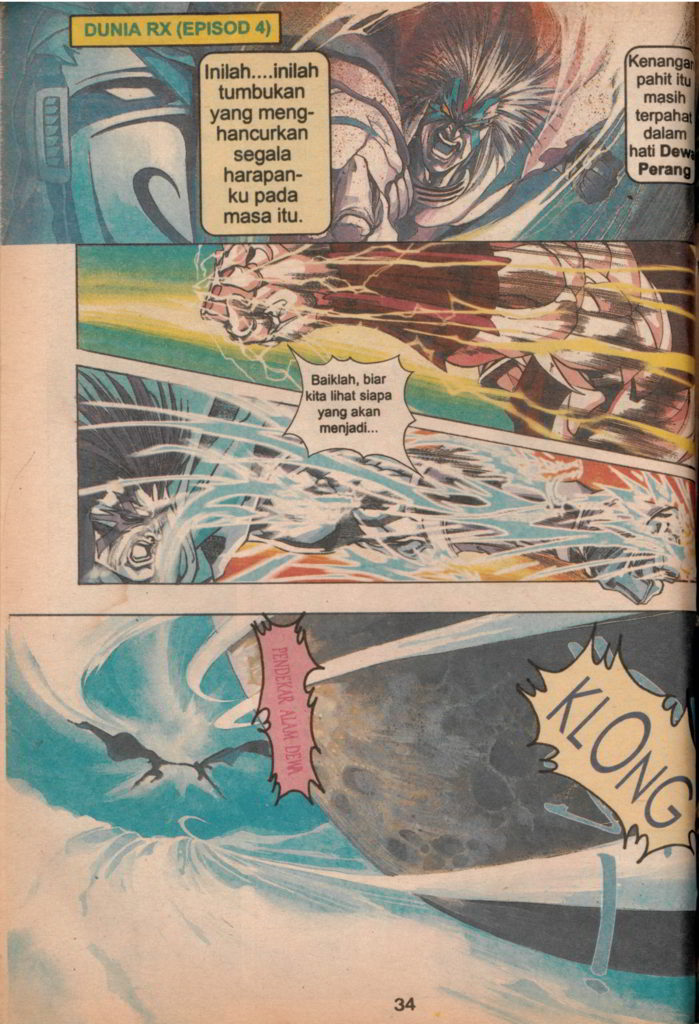 DUNIA RX (EPISOD 4)
Inilah....inilah
tumbukan
yang meng-
hancurkan
segala
harapan-
ku pada
masa itu.
Kenangan
pahit itu
masih
terpahat
dalam
hati Dewa
Perang
Baiklah, biar
kita lihat siapa
yang akan
menjadi...
PENDEKAR ALAM DEWA
KLONG
34